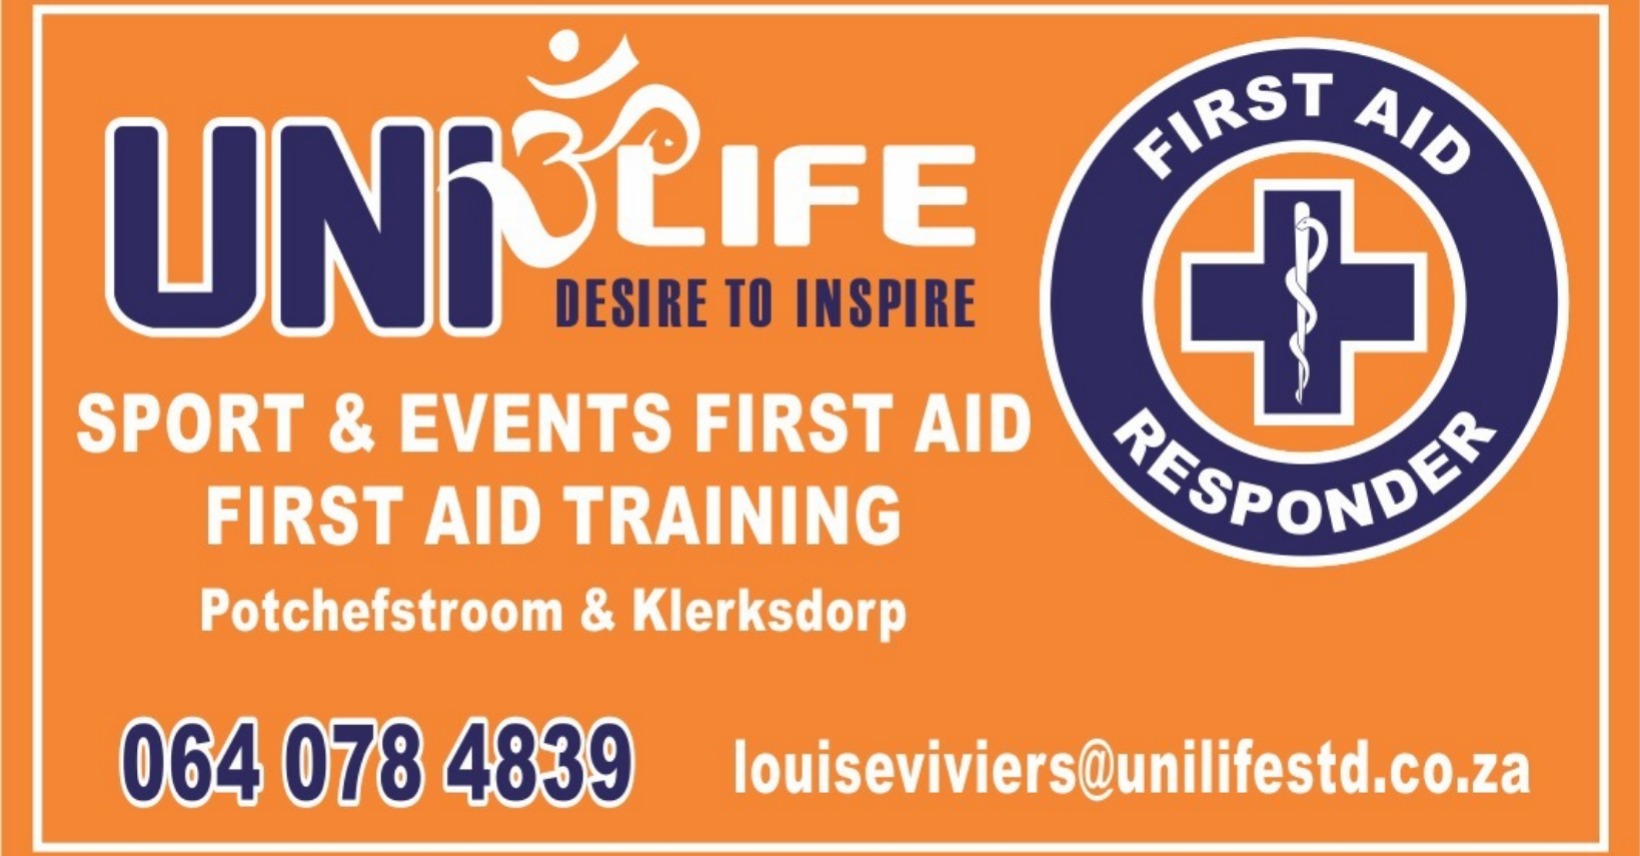 UNI ॐ LIFE
DESIRE TO INSPIRE
FIRST AID
RESPONDER
SPORT & EVENTS FIRST AID
FIRST AID TRAINING
Potchefstroom & Klerksdorp
064 078 4839
louiseviviers@unilifestd.co.za